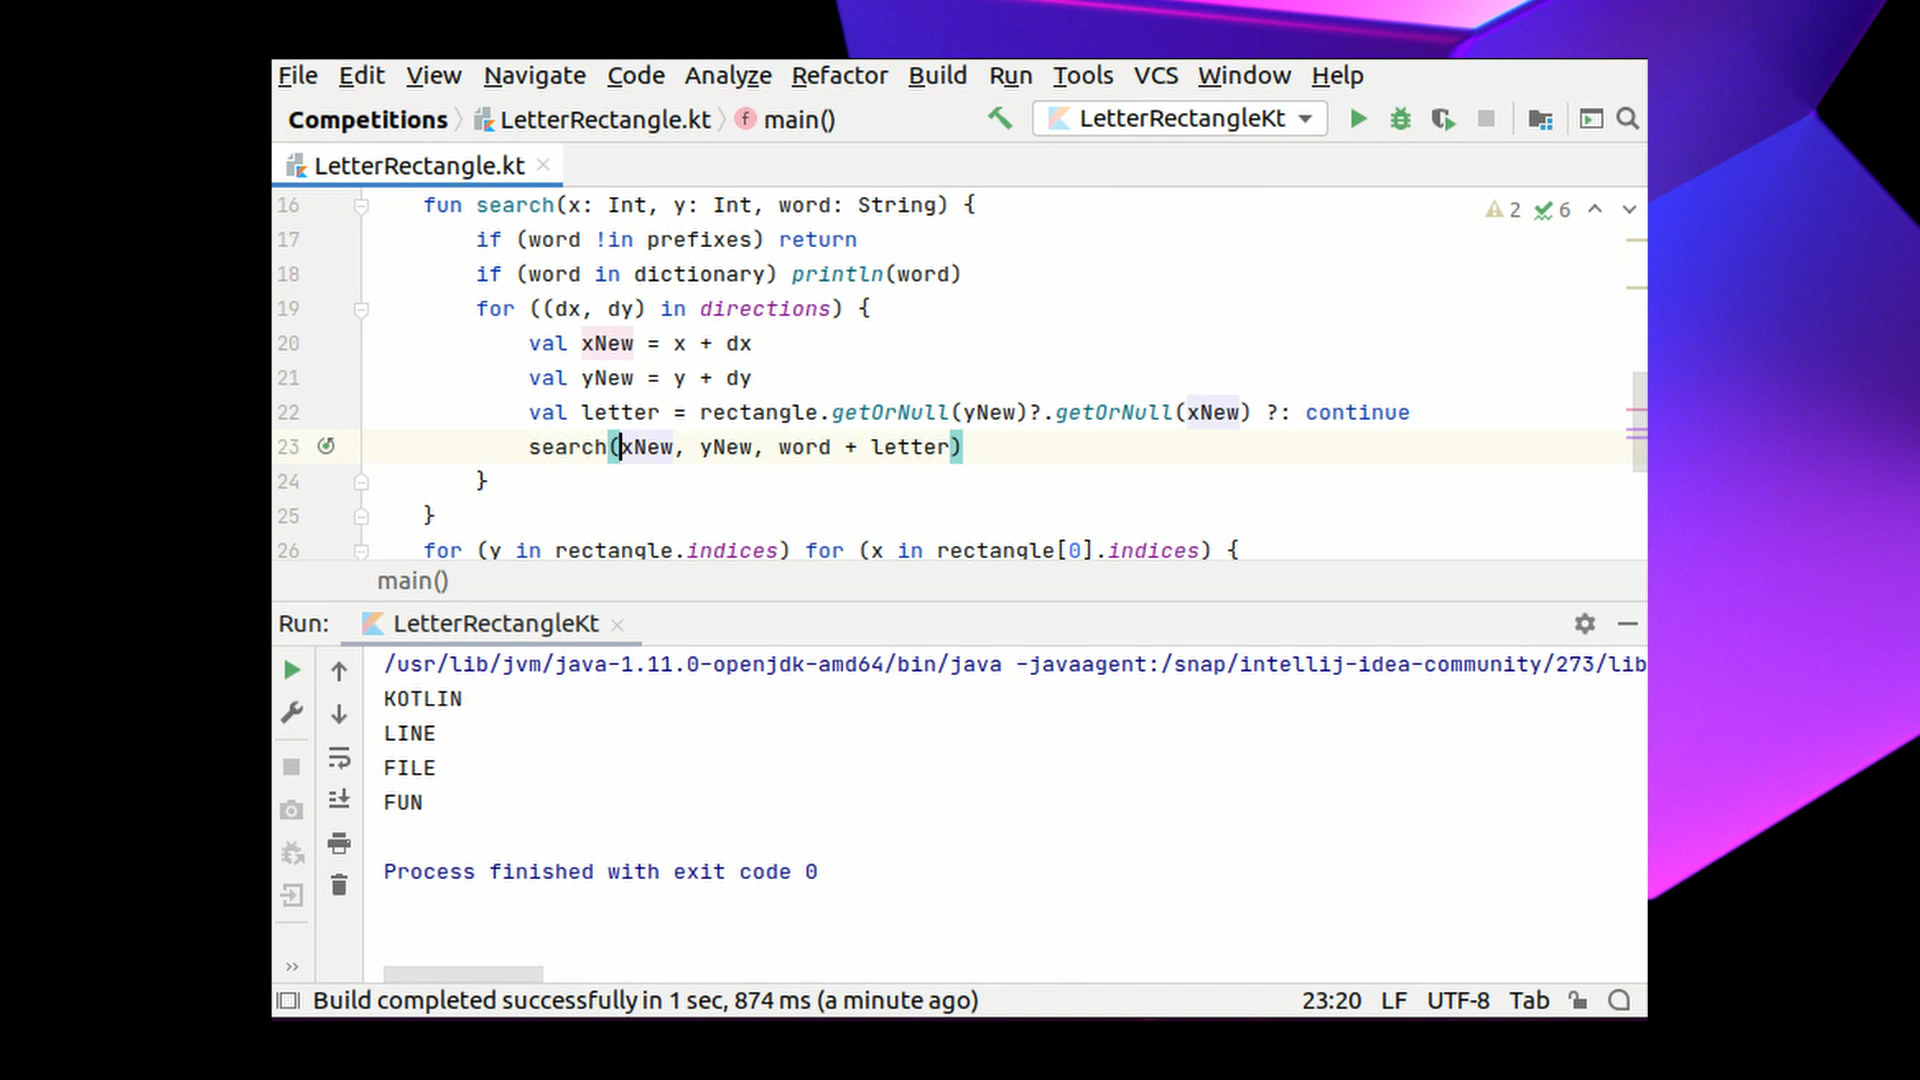 File Edit View Navigate Code Analyze Refactor Build Run Tools VCS Window Help
Competitions LetterRectangle.kt f main() LetterRectangleKt
LetterRectangle.kt
16 fun search(x: Int, y: Int, word: String) { 2 6
17 if (word !in prefixes) return
18 if (word in dictionary) println(word)
19 for ((dx, dy) in directions) {
20 val xNew = x + dx
21 val yNew = y + dy
22 val letter = rectangle.getOrNull(yNew)?.getOrNull(xNew) ?: continue
23 search(xNew, yNew, word + letter)
24 }
25 }
26 for (y in rectangle.indices) for (x in rectangle[0].indices) {
main()
Run: LetterRectangleKt
/usr/lib/jvm/java-1.11.0-openjdk-amd64/bin/java -javaagent:/snap/intellij-idea-community/273/lib
KOTLIN
LINE
FILE
FUN
Process finished with exit code 0
Build completed successfully in 1 sec, 874 ms (a minute ago) 23:20 LF UTF-8 Tab